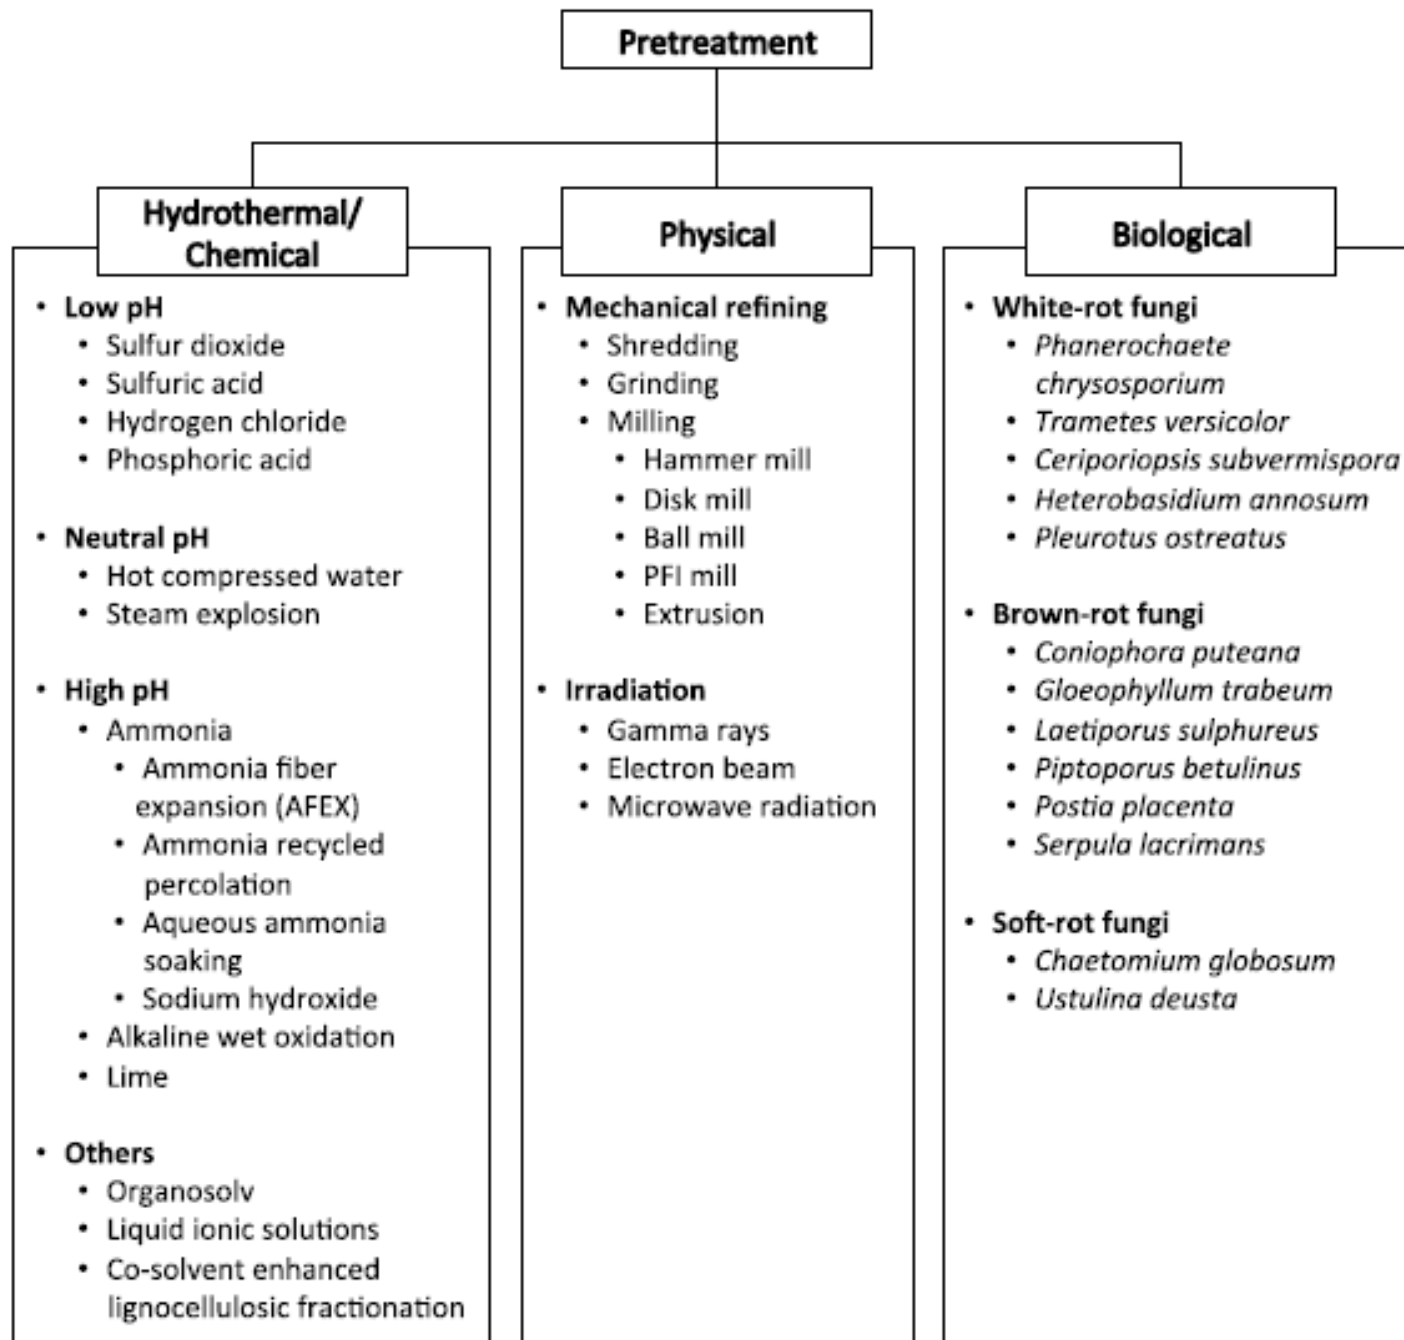 Pretreatment
Hydrothermal/
Chemical
• Low pH
• Sulfur dioxide
• Sulfuric acid
• Hydrogen chloride
• Phosphoric acid
• Neutral pH
• Hot compressed water
• Steam explosion
• High pH
• Ammonia
• Ammonia fiber
expansion (AFEX)
• Ammonia recycled
percolation
• Aqueous ammonia
soaking
• Sodium hydroxide
• Alkaline wet oxidation
• Lime
• Others
• Organosolv
• Liquid ionic solutions
• Co-solvent enhanced
lignocellulosic fractionation
Physical
• Mechanical refining
• Shredding
• Grinding
• Milling
• Hammer mill
• Disk mill
• Ball mill
• PFI mill
• Extrusion
• Irradiation
• Gamma rays
• Electron beam
• Microwave radiation
Biological
• White-rot fungi
• Phanerochaete
chrysosporium
• Trametes versicolor
• Ceriporiopsis subvermispora
• Heterobasidium annosum
• Pleurotus ostreatus
• Brown-rot fungi
• Coniophora puteana
• Gloeophyllum trabeum
• Laetiporus sulphureus
• Piptoporus betulinus
• Postia placenta
• Serpula lacrimans
• Soft-rot fungi
• Chaetomium globosum
• Ustulina deusta